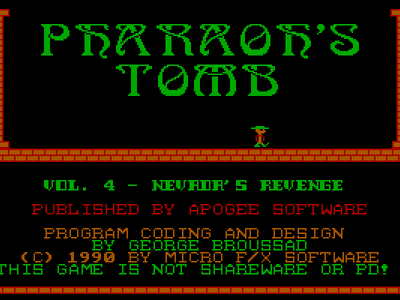 PHARAOH'S
TOMB
VOL. 4 - NEVADA'S REVENGE
PUBLISHED BY APOGEE SOFTWARE
PROGRAM CODING AND DESIGN
BY GEORGE BROUSSAD
(C) 1990 BY MICRO F/X SOFTWARE
THIS GAME IS NOT SHAREWARE OR PD!